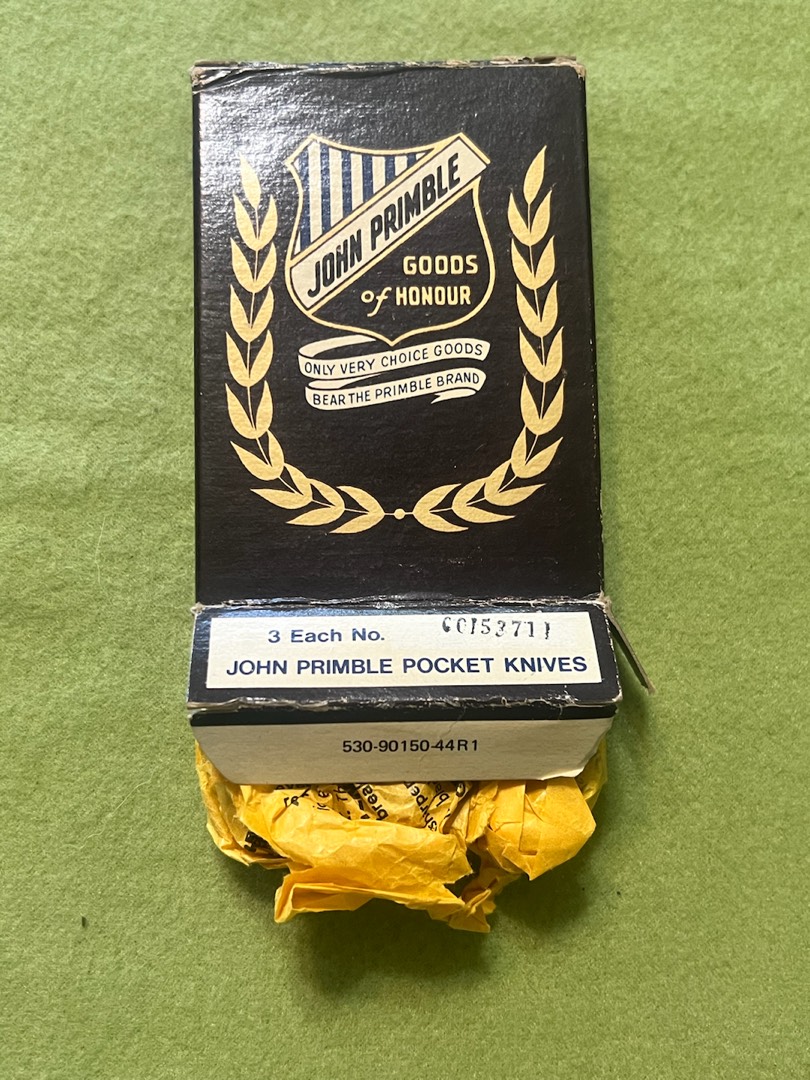 JOHN PRIMBLE
GOODS
of HONOUR
ONLY VERY CHOICE GOODS
BEAR THE PRIMBLE BRAND
3 Each No.
JOHN PRIMBLE POCKET KNIVES
530-90150-44R1